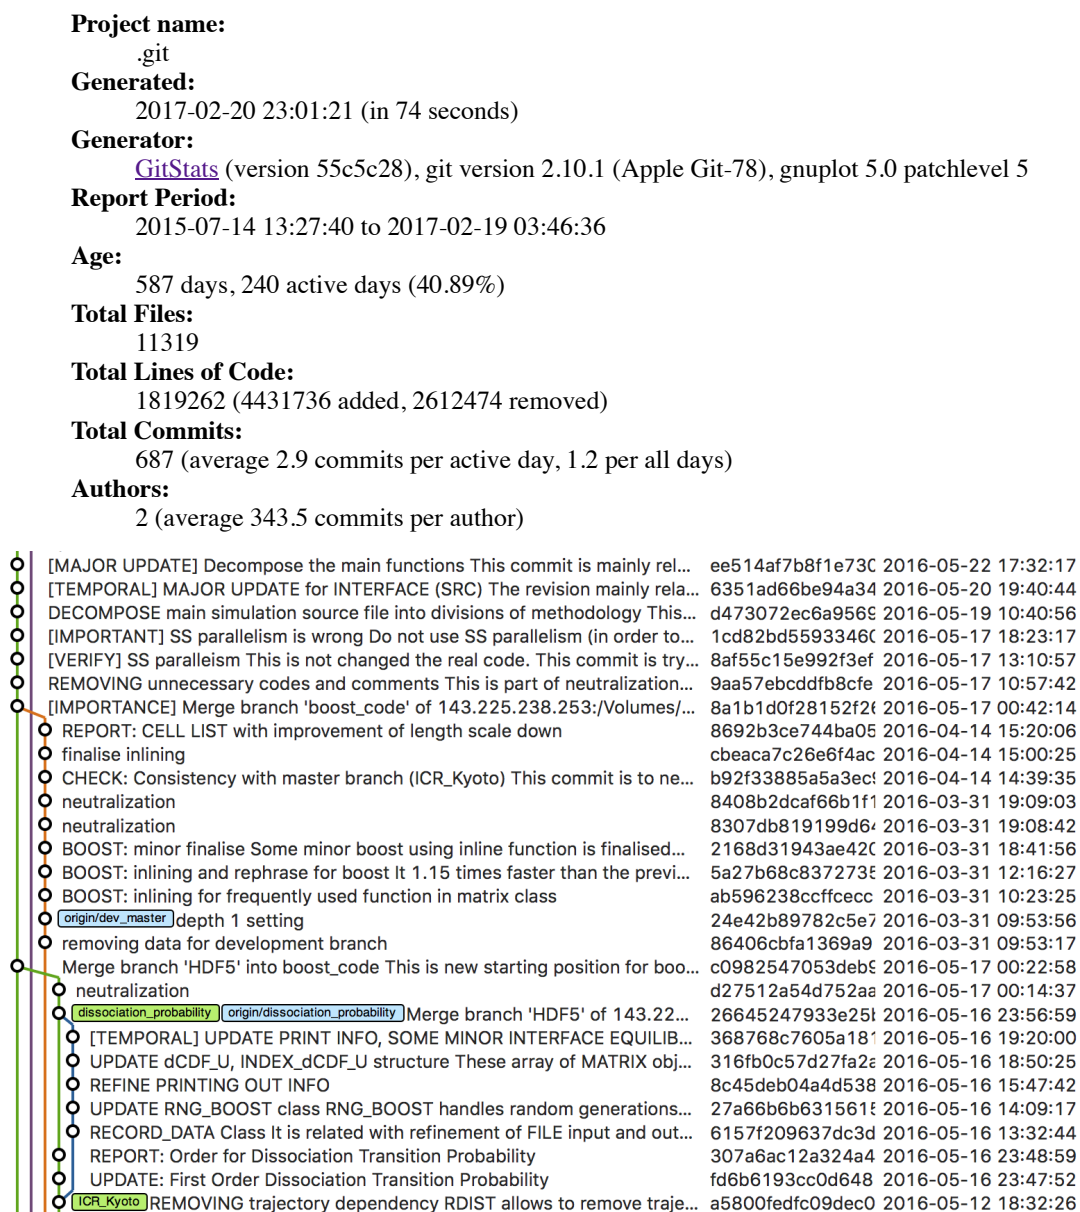 Project name:
.git
Generated:
2017-02-20 23:01:21 (in 74 seconds)
Generator:
GitStats (version 55c5c28), git version 2.10.1 (Apple Git-78), gnuplot 5.0 patchlevel 5
Report Period:
2015-07-14 13:27:40 to 2017-02-19 03:46:36
Age:
587 days, 240 active days (40.89%)
Total Files:
11319
Total Lines of Code:
1819262 (4431736 added, 2612474 removed)
Total Commits:
687 (average 2.9 commits per active day, 1.2 per all days)
Authors:
2 (average 343.5 commits per author)
[MAJOR UPDATE] Decompose the main functions This commit is mainly rel... ee514af7b8f1e730 2016-05-22 17:32:17
[TEMPORAL] MAJOR UPDATE for INTERFACE (SRC) The revision mainly rela... 6351ad66be94a34 2016-05-20 19:40:44
DECOMPOSE main simulation source file into divisions of methodology This... d473072ec6a9569 2016-05-19 10:40:56
[IMPORTANT] SS parallelism is wrong Do not use SS parallelism (in order to... 1cd82bd55933460 2016-05-17 18:23:17
[VERIFY] SS paralleism This is not changed the real code. This commit is try... 8af55c15e992f3ef 2016-05-17 13:10:57
REMOVING unnecessary codes and comments This is part of neutralization... 9aa57ebcddfb8cfe 2016-05-17 10:57:42
[IMPORTANCE] Merge branch 'boost_code' of 143.225.238.253:/Volumes/... 8a1b1d0f28152f26 2016-05-17 00:42:14
REPORT: CELL LIST with improvement of length scale down 8692b3ce744ba05 2016-04-14 15:20:06
finalise inlining cbeaca7c26e6f4ac 2016-04-14 15:00:25
CHECK: Consistency with master branch (ICR_Kyoto) This commit is to ne... b92f33885a5a3ec9 2016-04-14 14:39:35
neutralization 8408b2dcaf66b1f1 2016-03-31 19:09:03
neutralization 8307db819199d64 2016-03-31 19:08:42
BOOST: minor finalise Some minor boost using inline function is finalised... 2168d31943ae420 2016-03-31 18:41:56
BOOST: inlining and rephrase for boost It 1.15 times faster than the previ... 5a27b68c8372735 2016-03-31 12:16:27
BOOST: inlining for frequently used function in matrix class ab596238ccffcecc 2016-03-31 10:23:25
origin/dev_master depth 1 setting 24e42b89782c5e7 2016-03-31 09:53:56
removing data for development branch 86406cbfa1369a9 2016-03-31 09:53:17
Merge branch 'HDF5' into boost_code This is new starting position for boo... c0982547053deb9 2016-05-17 00:22:58
neutralization d27512a54d752aa 2016-05-17 00:14:37
dissociation_probability origin/dissociation_probability Merge branch 'HDF5' of 143.22... 26645247933e25b 2016-05-16 23:56:59
[TEMPORAL] UPDATE PRINT INFO, SOME MINOR INTERFACE EQUILIB... 368768c7605a181 2016-05-16 19:20:00
UPDATE dCDF_U, INDEX_dCDF_U structure These array of MATRIX obj... 316fb0c57d27fa2a 2016-05-16 18:50:25
REFINE PRINTING OUT INFO 8c45deb04a4d538 2016-05-16 15:47:42
UPDATE RNG_BOOST class RNG_BOOST handles random generations... 27a66b6b6315615 2016-05-16 14:09:17
RECORD_DATA Class It is related with refinement of FILE input and out... 6157f209637dc3d 2016-05-16 13:32:44
REPORT: Order for Dissociation Transition Probability 307a6ac12a324a4 2016-05-16 23:48:59
UPDATE: First Order Dissociation Transition Probability fd6b6193cc0d648 2016-05-16 23:47:52
ICR_Kyoto REMOVING trajectory dependency RDIST allows to remove traje... a5800fedfc09dec0 2016-05-12 18:32:26